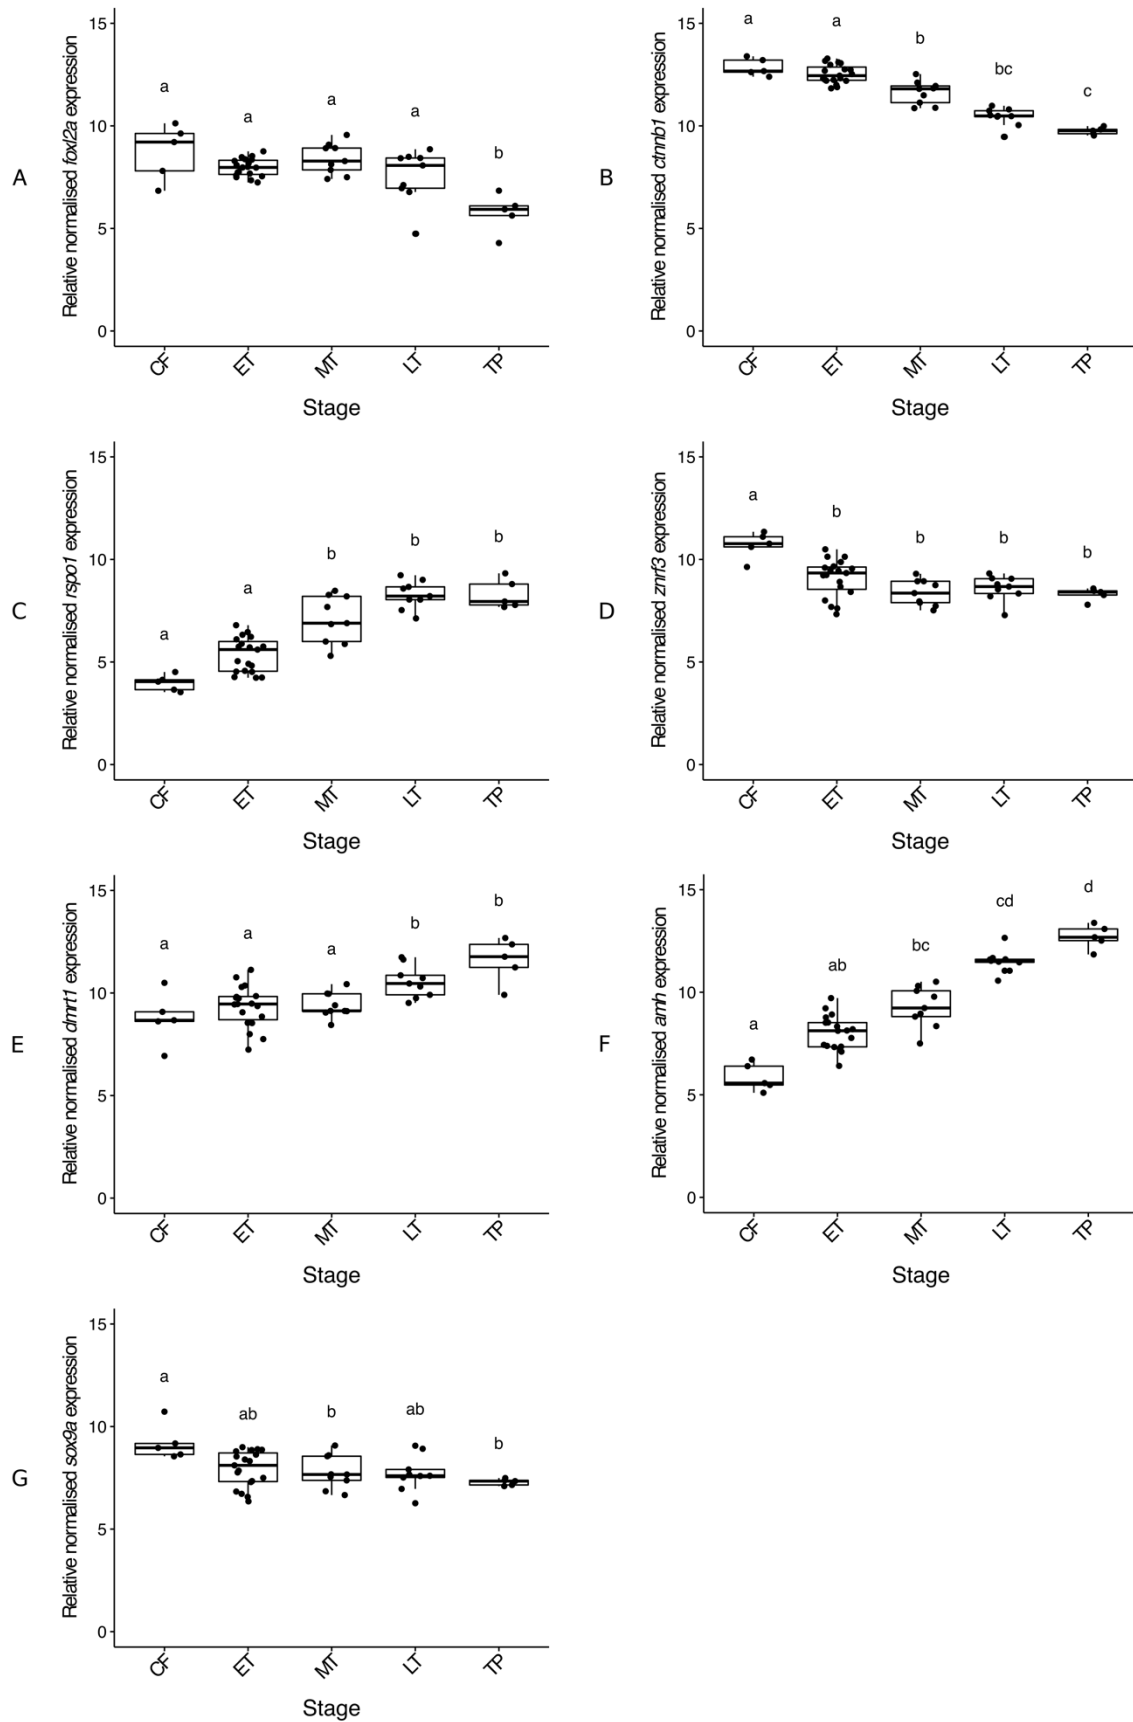 A
Relative normalised foxl2a expression
15
10
5
0
a
a
a
a
b
CF
ET
MT
LT
TP
Stage
B
Relative normalised ctnnb1 expression
15
10
5
0
a
a
b
bc
c
CF
ET
MT
LT
TP
Stage
C
Relative normalised rspo1 expression
15
10
5
0
a
a
b
b
b
CF
ET
MT
LT
TP
Stage
D
Relative normalised znrf3 expression
15
10
5
0
a
b
b
b
b
CF
ET
MT
LT
TP
Stage
E
Relative normalised dmrt1 expression
15
10
5
0
a
a
a
b
b
CF
ET
MT
LT
TP
Stage
F
Relative normalised amh expression
15
10
5
0
a
ab
bc
cd
d
CF
ET
MT
LT
TP
Stage
G
Relative normalised sox9a expression
15
10
5
0
a
ab
b
ab
b
CF
ET
MT
LT
TP
Stage